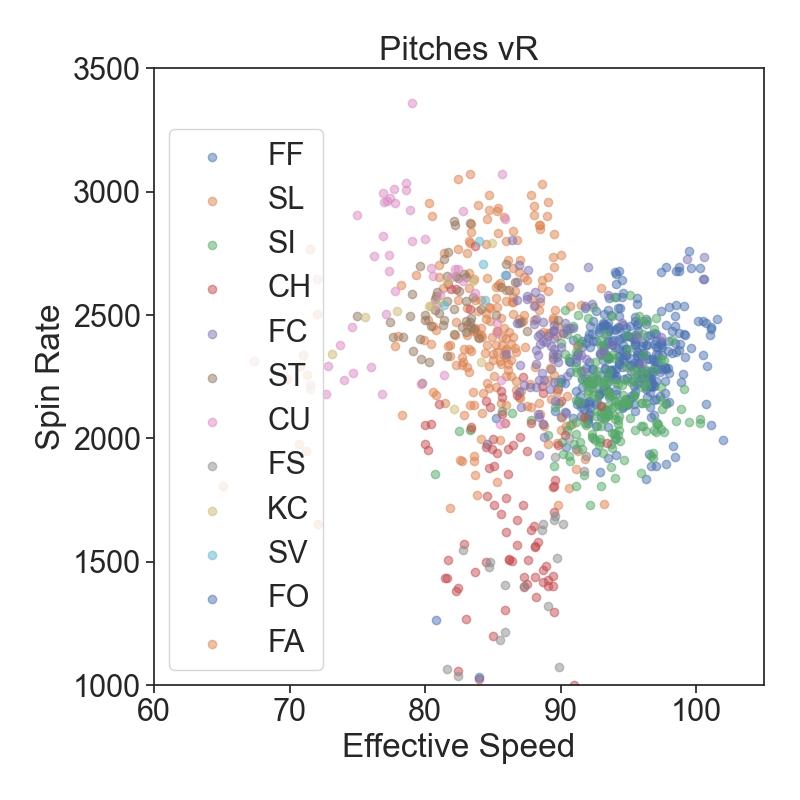 Pitches vR
3500
3000
2500
2000
1500
1000
Spin Rate
FF
SL
SI
CH
FC
ST
CU
FS
KC
SV
FO
FA
60 70 80 90 100
Effective Speed